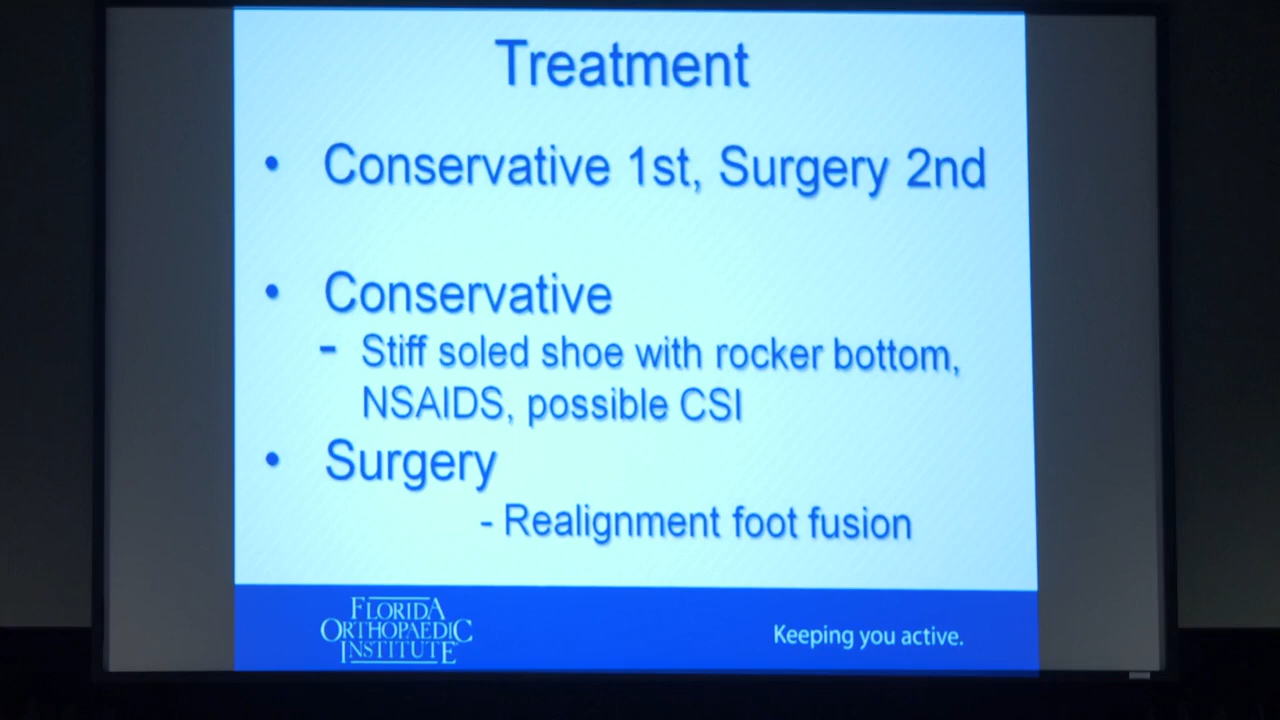 Treatment
• Conservative 1st, Surgery 2nd
• Conservative
- Stiff soled shoe with rocker bottom,
NSAIDS, possible CSI
• Surgery
- Realignment foot fusion
FLORIDA
ORTHOPAEDIC
INSTITUTE
Keeping you active.